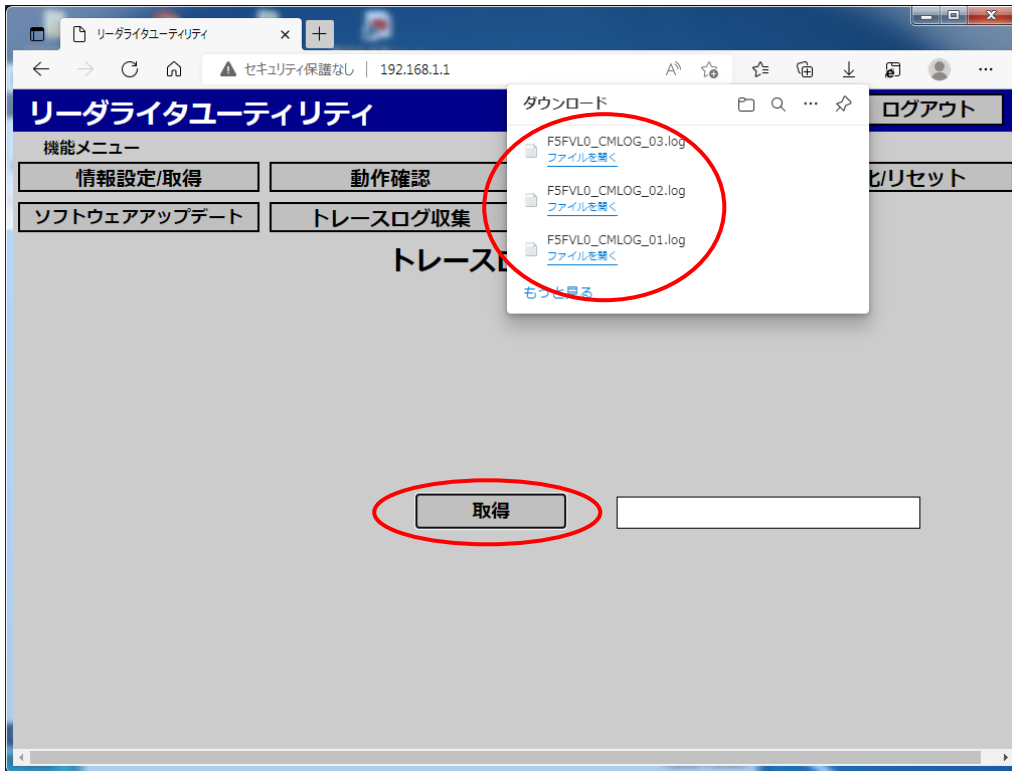 リーダライタユーティリティ
セキュリティ保護なし | 192.168.1.1
リーダライタユーティリティ
ログアウト
機能メニュー
情報設定/取得
動作確認
/リセット
ソフトウェアアップデート
トレースログ収集
トレース
ダウンロード
F5FVL0_CMLOG_03.log
ファイルを開く
F5FVL0_CMLOG_02.log
ファイルを開く
F5FVL0_CMLOG_01.log
ファイルを開く
もっと見る
取得